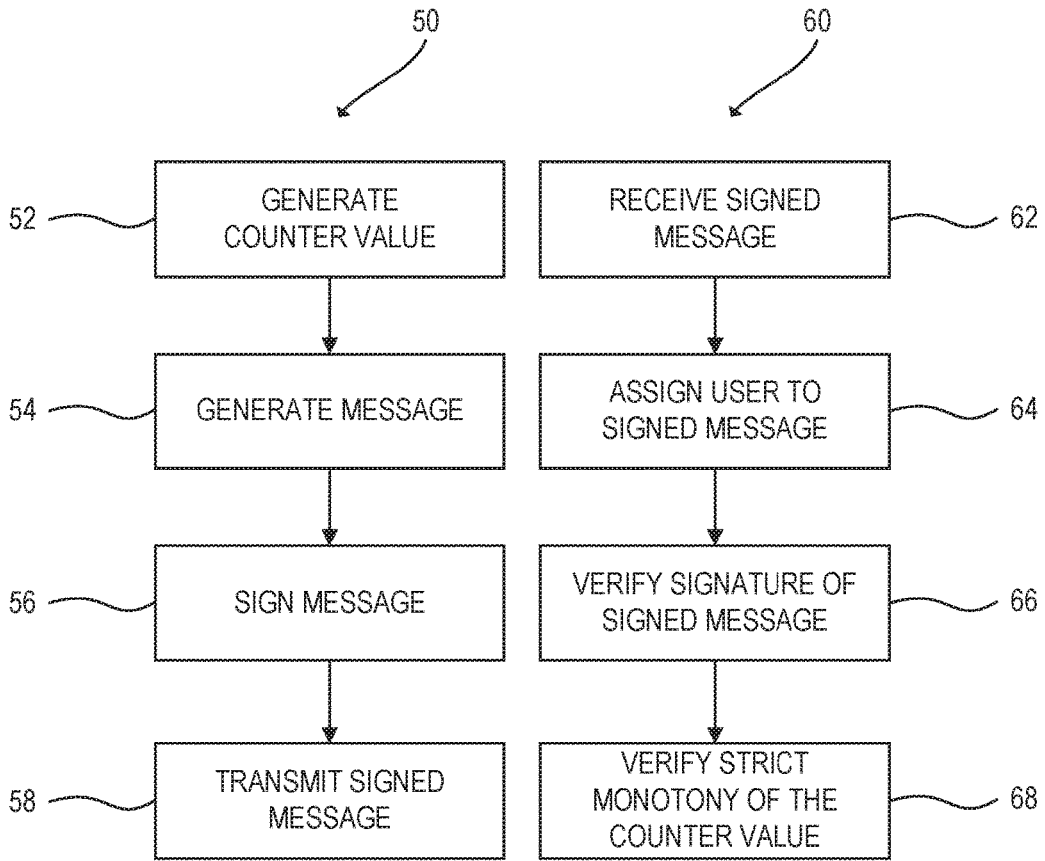 50
60
52
GENERATE
COUNTER VALUE
RECEIVE SIGNED
MESSAGE
62
54
GENERATE MESSAGE
ASSIGN USER TO
SIGNED MESSAGE
64
56
SIGN MESSAGE
VERIFY SIGNATURE OF
SIGNED MESSAGE
66
58
TRANSMIT SIGNED
MESSAGE
VERIFY STRICT
MONOTONY OF THE
COUNTER VALUE
68